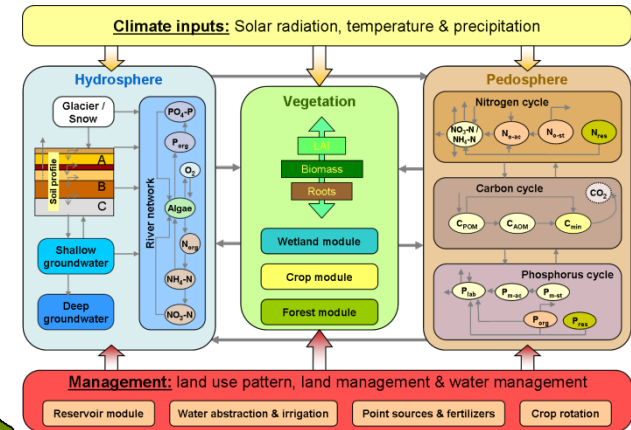 Climate inputs: Solar radiation, temperature & precipitation
Hydrosphere
Glacier /
Snow
Soil profile
A
B
C
Shallow
groundwater
Deep
groundwater
River network
PO4-P
Porg
O2
Algae
Norg
NH4-N
NO3-N
Vegetation
LAI
Biomass
Roots
Wetland module
Crop module
Forest module
Pedosphere
Nitrogen cycle
NO3-N /
NH4-N
No-ac
No-st
Nres
Carbon cycle
CO2
CPOM
CAOM
Cmin
Phosphorus cycle
Plab
Pm-ac
Pm-st
Porg
Pres
Management: land use pattern, land management & water management
Reservoir module
Water abstraction & irrigation
Point sources & fertilizers
Crop rotation